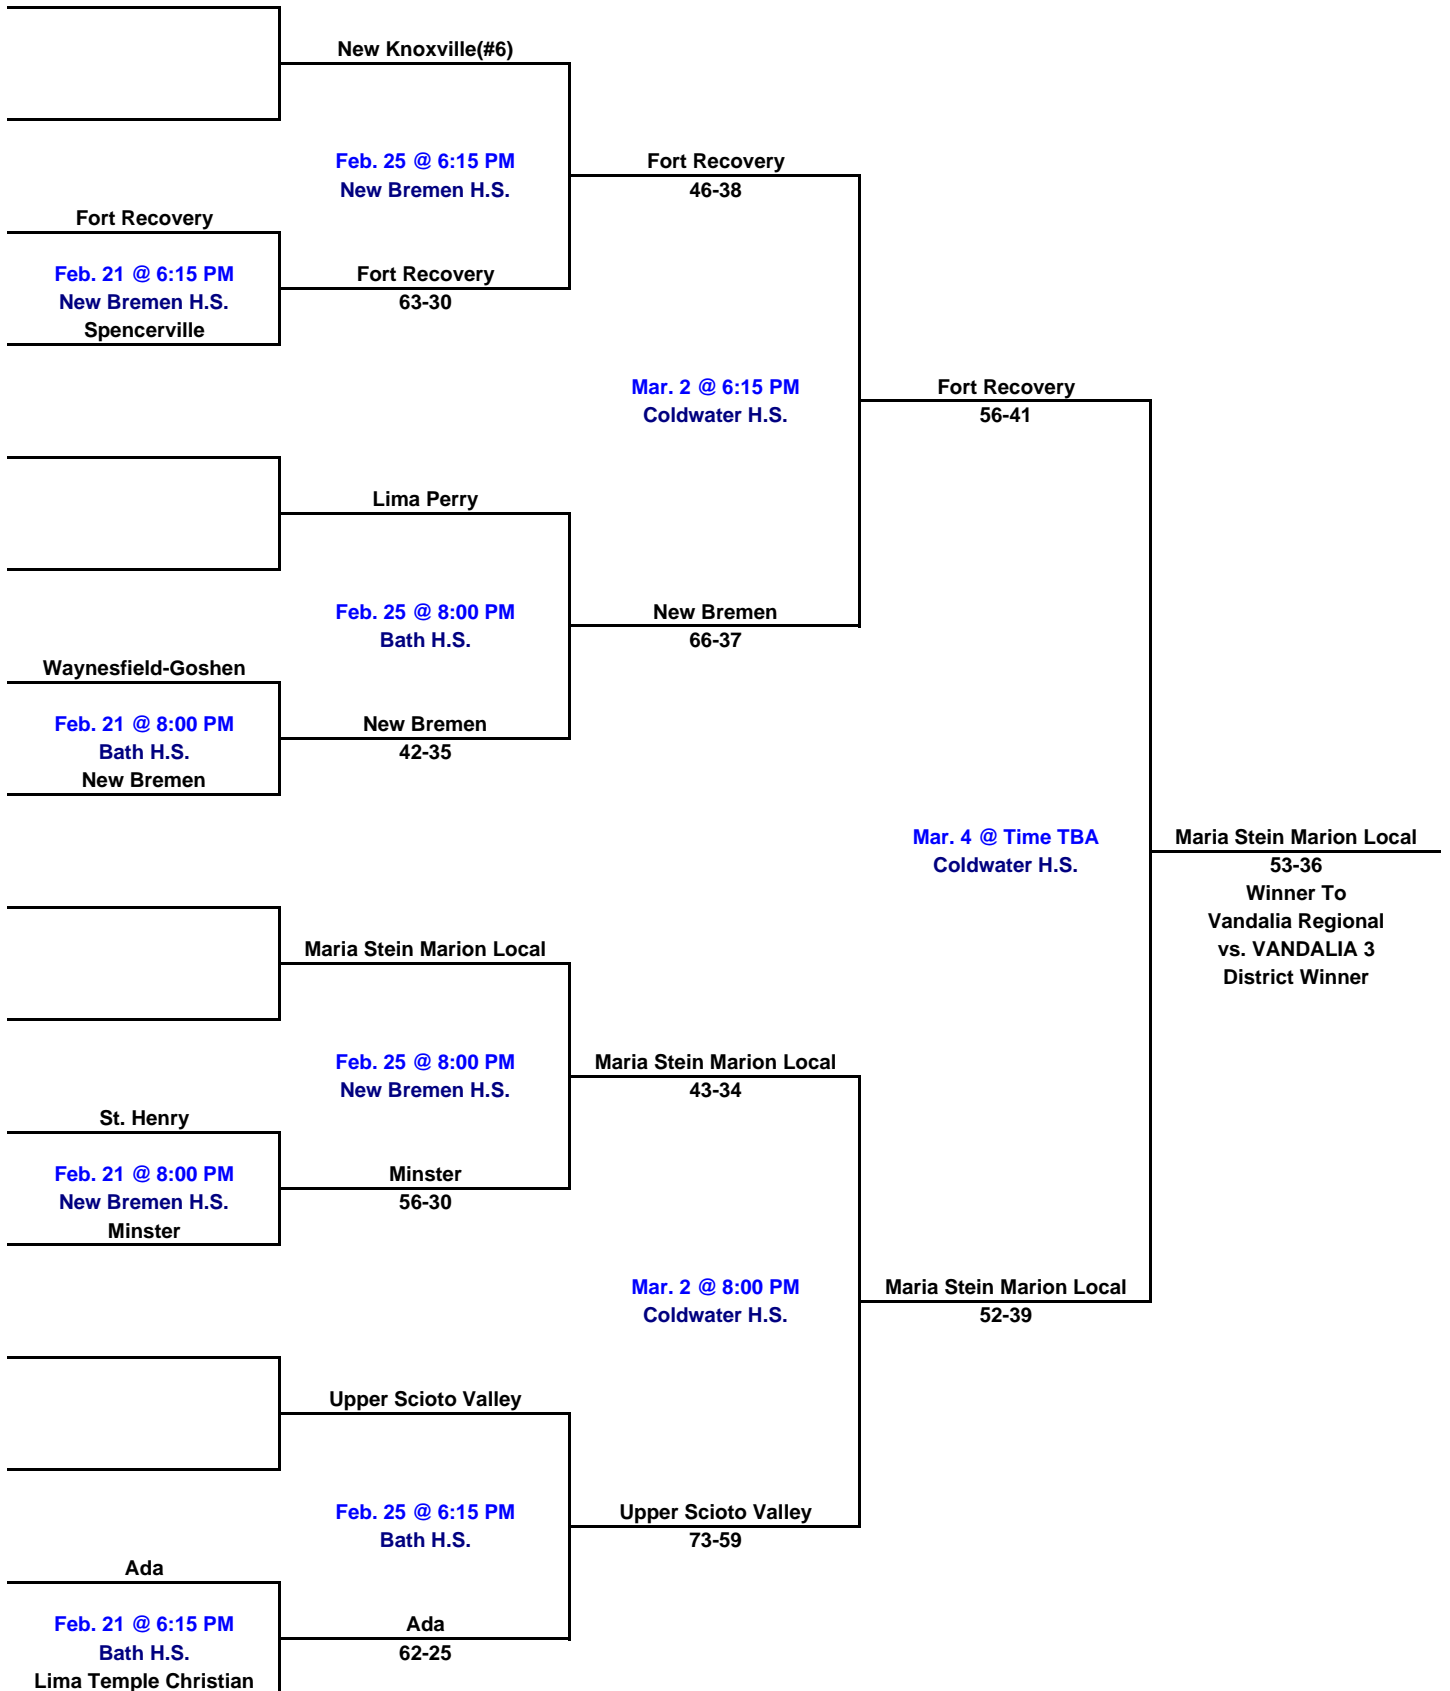 New Knoxville(#6)
Feb. 25 @ 6:15 PM
New Bremen H.S.
Fort Recovery
46-38
Fort Recovery
Feb. 21 @ 6:15 PM
New Bremen H.S.
Spencerville
Fort Recovery
63-30
Mar. 2 @ 6:15 PM
Coldwater H.S.
Fort Recovery
56-41
Lima Perry
Feb. 25 @ 8:00 PM
Bath H.S.
New Bremen
66-37
Waynesfield-Goshen
Feb. 21 @ 8:00 PM
Bath H.S.
New Bremen
New Bremen
42-35
Mar. 4 @ Time TBA
Coldwater H.S.
Maria Stein Marion Local
53-36
Winner To
Vandalia Regional
vs. VANDALIA 3
District Winner
Maria Stein Marion Local
Feb. 25 @ 8:00 PM
New Bremen H.S.
Maria Stein Marion Local
43-34
St. Henry
Feb. 21 @ 8:00 PM
New Bremen H.S.
Minster
Minster
56-30
Mar. 2 @ 8:00 PM
Coldwater H.S.
Maria Stein Marion Local
52-39
Upper Scioto Valley
Feb. 25 @ 6:15 PM
Bath H.S.
Upper Scioto Valley
73-59
Ada
Feb. 21 @ 6:15 PM
Bath H.S.
Lima Temple Christian
Ada
62-25